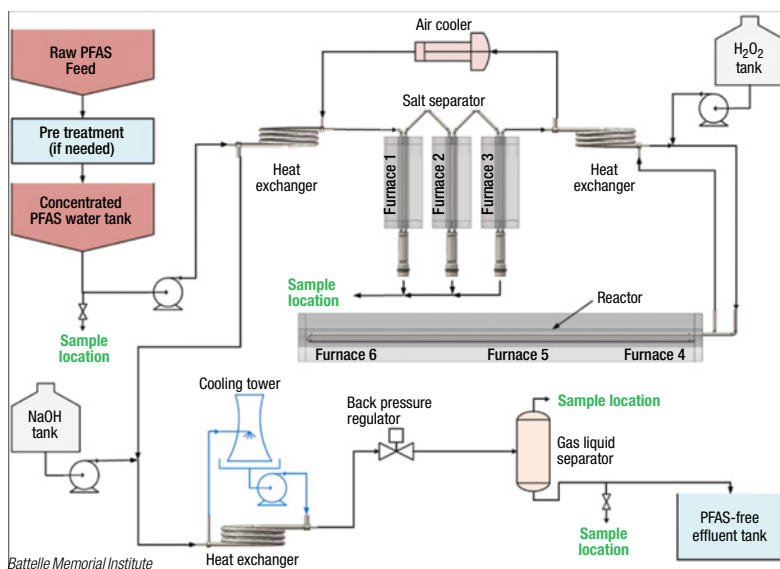 Raw PFAS
Feed
Pre treatment
(if needed)
Concentrated
PFAS water tank
Sample
location
Air cooler
Salt separator
Heat
exchanger
Furnace 1
Furnace 2
Furnace 3
Heat
exchanger
H₂O₂
tank
Sample
location
Reactor
Furnace 6
Furnace 5
Furnace 4
NaOH
tank
Cooling tower
Heat exchanger
Back pressure
regulator
Sample location
Gas liquid
separator
Sample
location
PFAS-free
effluent tank
Battelle Memorial Institute